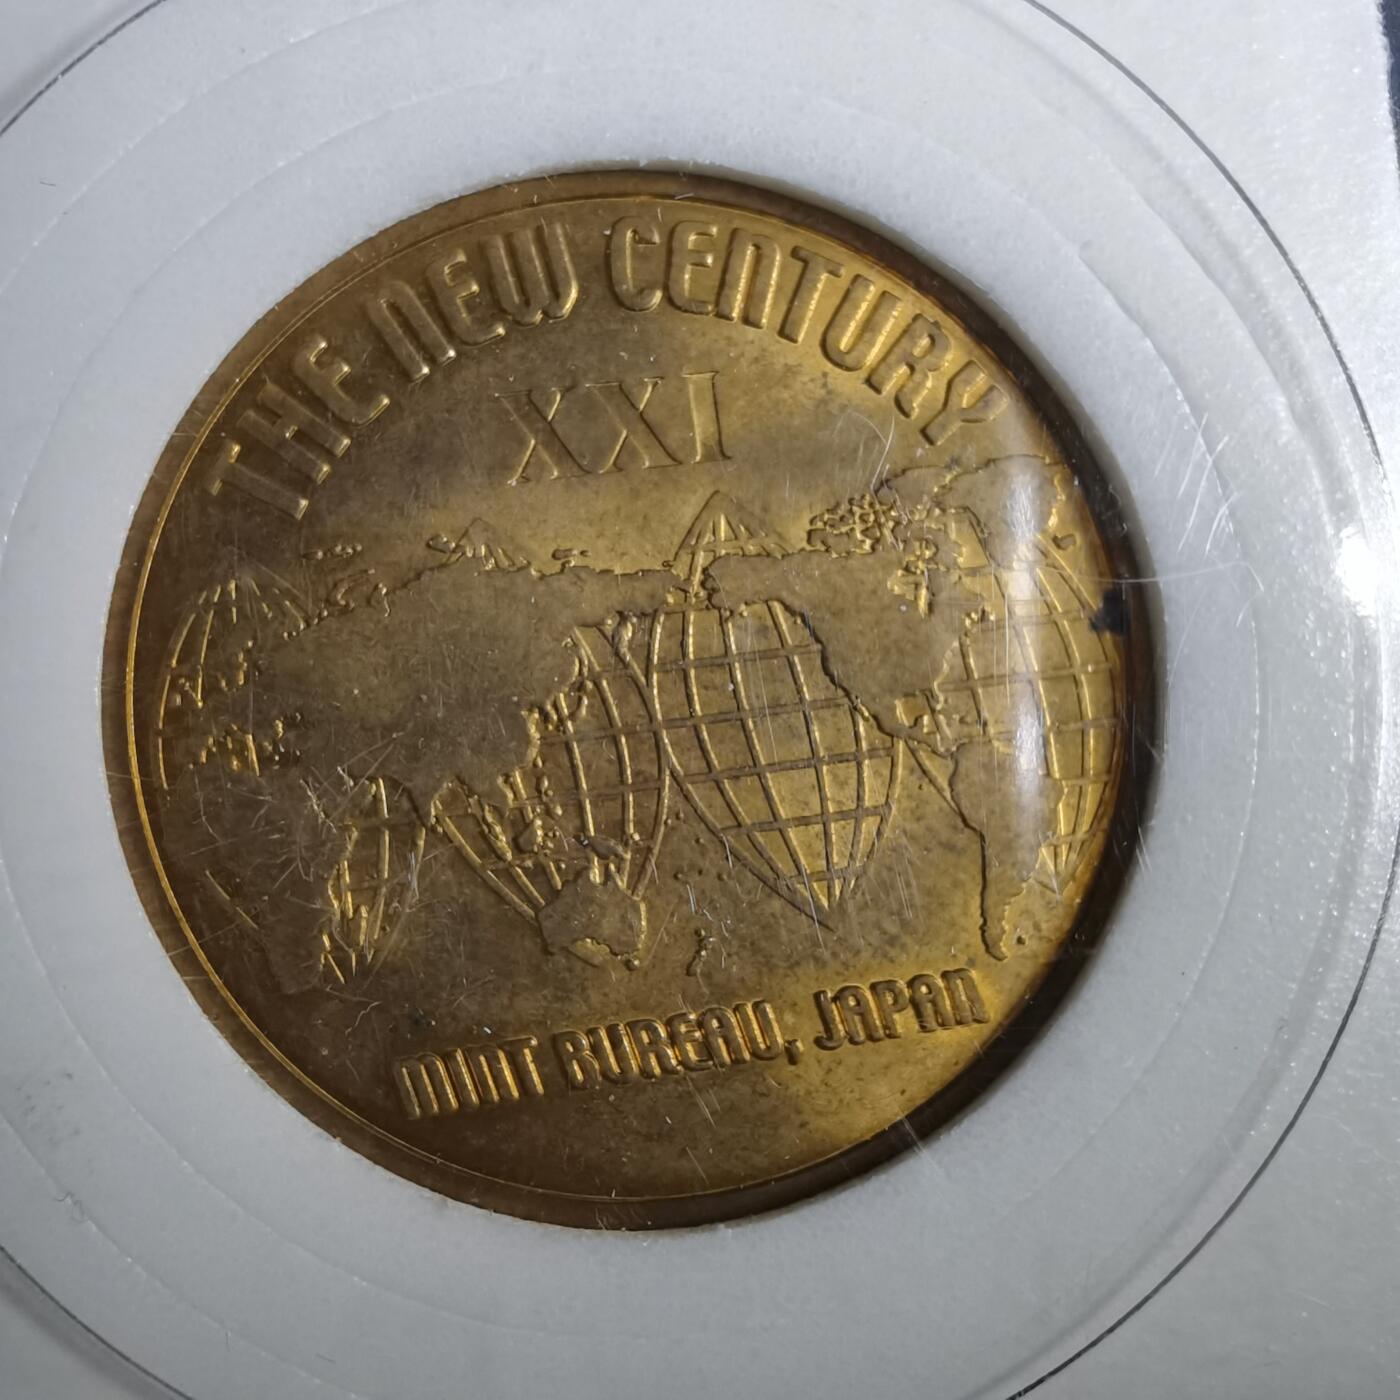 THE NEW CENTURY
XXI
MINT BUREAU, JAPAN